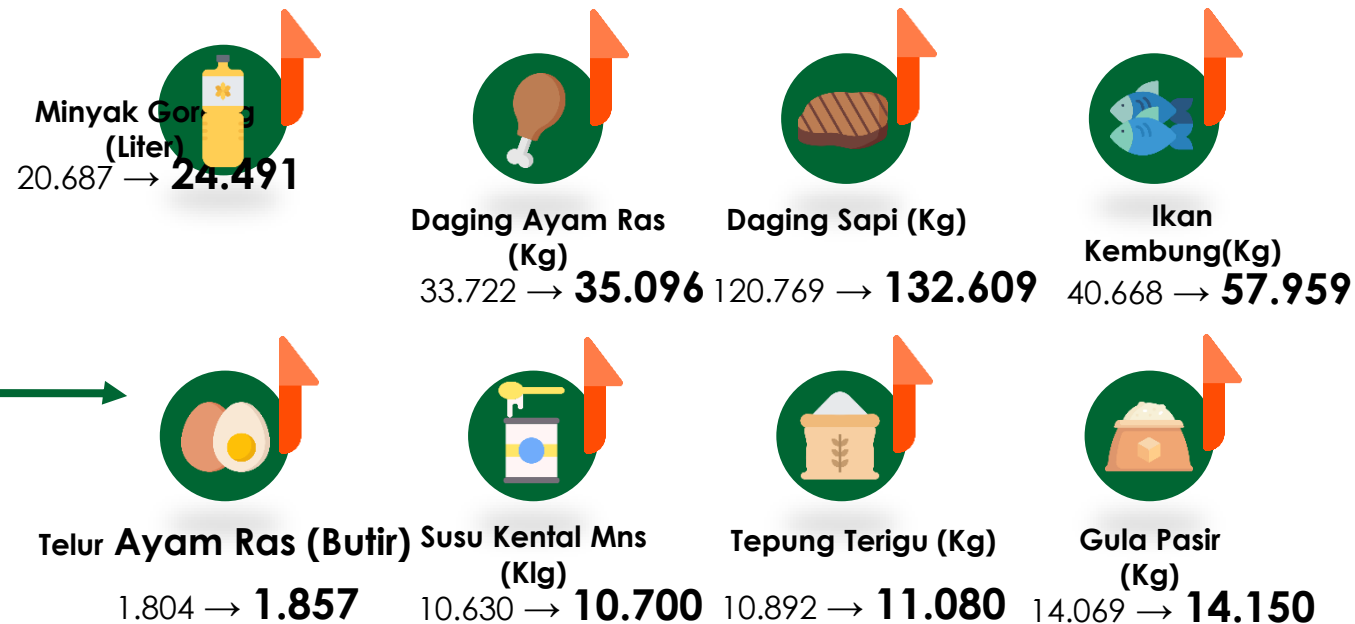 Minyak Goreng
(Liter)
20.687 → 24.491
Daging Ayam Ras
(Kg)
33.722 → 35.096
Daging Sapi (Kg)
120.769 → 132.609
Ikan
Kembung(Kg)
40.668 → 57.959
Telur Ayam Ras (Butir)
1.804 → 1.857
Susu Kental Mns
(Klg)
10.630 → 10.700
Tepung Terigu (Kg)
10.892 → 11.080
Gula Pasir
(Kg)
14.069 → 14.150